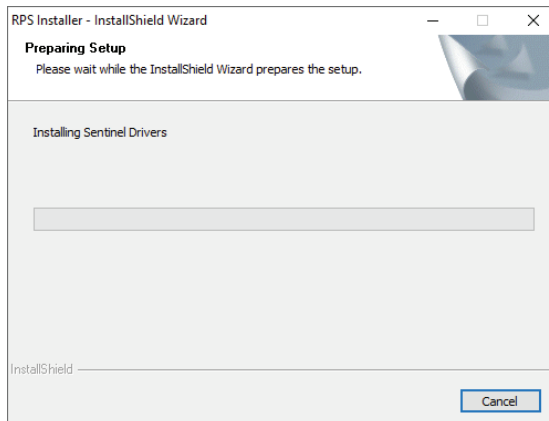 RPS Installer - InstallShield Wizard
Preparing Setup
Please wait while the InstallShield Wizard prepares the setup.
Installing Sentinel Drivers
InstallShield
Cancel